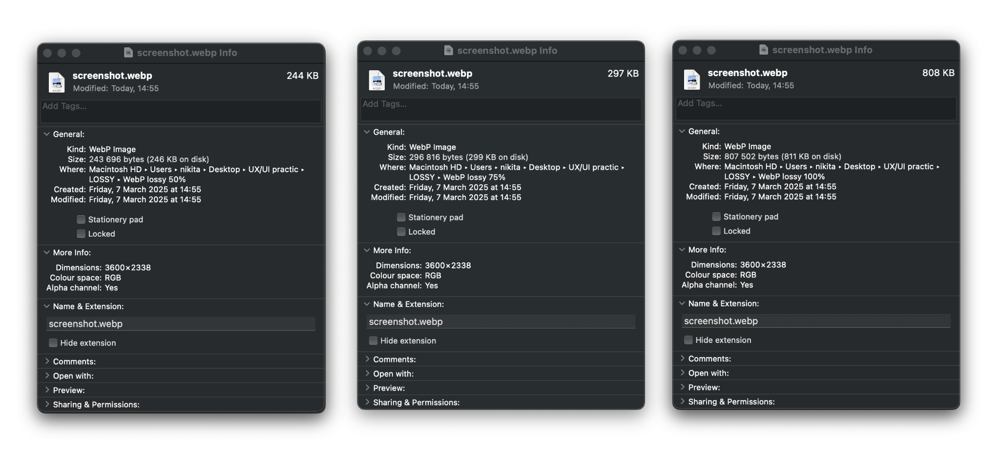 screenshot.webp Info
screenshot.webp
244 KB
Modified: Today, 14:55
Add Tags...
General:
Kind: WebP Image
Size: 243 696 bytes (246 KB on disk)
Where: Macintosh HD ▸ Users ▸ nikita ▸ Desktop ▸ UX/UI practic ▸
LOSSY ▸ WebP lossy 50%
Created: Friday, 7 March 2025 at 14:55
Modified: Friday, 7 March 2025 at 14:55
Stationery pad
Locked
More Info:
Dimensions: 3600×2338
Colour space: RGB
Alpha channel: Yes
Name & Extension:
screenshot.webp
Hide extension
Comments:
Open with:
Preview:
Sharing & Permissions:
screenshot.webp Info
screenshot.webp
297 KB
Modified: Today, 14:55
Add Tags...
General:
Kind: WebP Image
Size: 296 816 bytes (299 KB on disk)
Where: Macintosh HD ▸ Users ▸ nikita ▸ Desktop ▸ UX/UI practic ▸
LOSSY ▸ WebP lossy 75%
Created: Friday, 7 March 2025 at 14:55
Modified: Friday, 7 March 2025 at 14:55
Stationery pad
Locked
More Info:
Dimensions: 3600×2338
Colour space: RGB
Alpha channel: Yes
Name & Extension:
screenshot.webp
Hide extension
Comments:
Open with:
Preview:
Sharing & Permissions:
screenshot.webp Info
screenshot.webp
808 KB
Modified: Today, 14:55
Add Tags...
General:
Kind: WebP Image
Size: 807 502 bytes (811 KB on disk)
Where: Macintosh HD ▸ Users ▸ nikita ▸ Desktop ▸ UX/UI practic ▸
LOSSY ▸ WebP lossy 100%
Created: Friday, 7 March 2025 at 14:55
Modified: Friday, 7 March 2025 at 14:55
Stationery pad
Locked
More Info:
Dimensions: 3600×2338
Colour space: RGB
Alpha channel: Yes
Name & Extension:
screenshot.webp
Hide extension
Comments:
Open with:
Preview:
Sharing & Permissions: